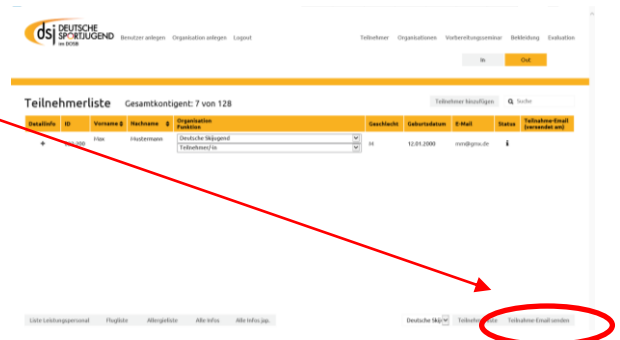 dsj DEUTSCHE
SPORTJUGEND
im DOSB
Benutzer anlegen Organisation anlegen Logout
Teilnehmer Organisationen Vorbereitungsseminar Bekleidung Evaluation
In Out
Teilnehmerliste Gesamtkontigent: 7 von 128
Teilnehmer hinzufügen Suche
Detailinfo ID Vorname Nachname Organisation
Funktion
Geschlecht Geburtsdatum E-Mail Status Teilnahme-Email
(versendet am)
+ Max Mustermann Deutsche Skijugend
Teilnehmer/in
M 12.01.2000 mm@gmx.de i
Liste Leistungspersonal Flugliste Allergieliste Alle Infos Alle Infos jap.
Deutsche Skij Teilnahme-Email senden